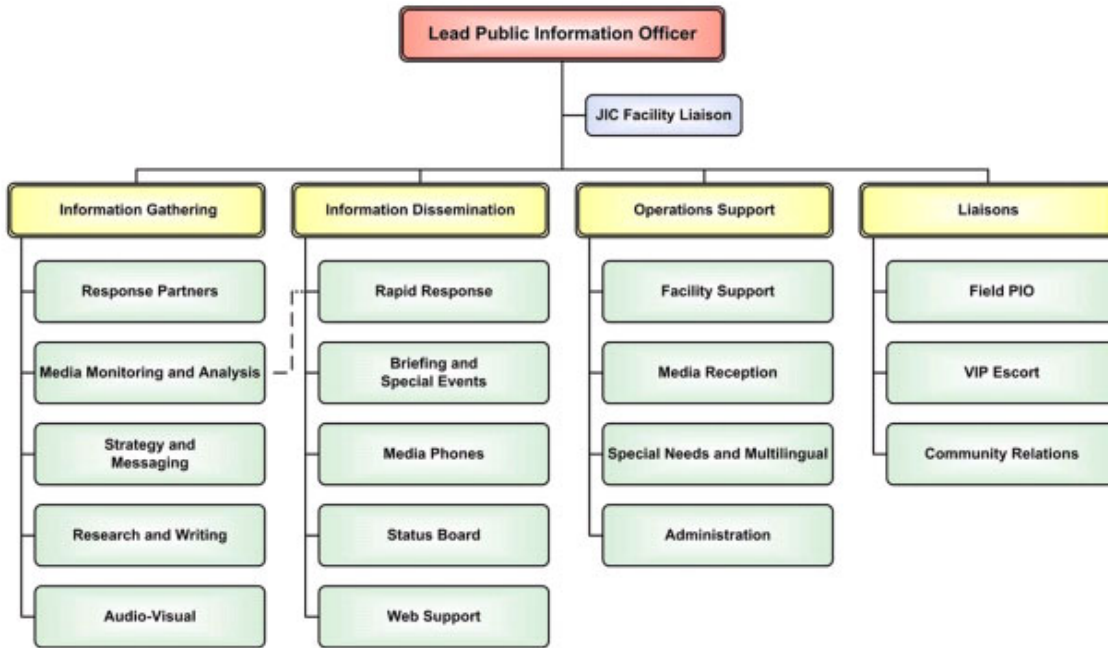 Lead Public Information Officer
JIC Facility Liaison
Information Gathering
Response Partners
Media Monitoring and Analysis
Strategy and
Messaging
Research and Writing
Audio-Visual
Information Dissemination
Rapid Response
Briefing and
Special Events
Media Phones
Status Board
Web Support
Operations Support
Facility Support
Media Reception
Special Needs and Multilingual
Administration
Liaisons
Field PIO
VIP Escort
Community Relations